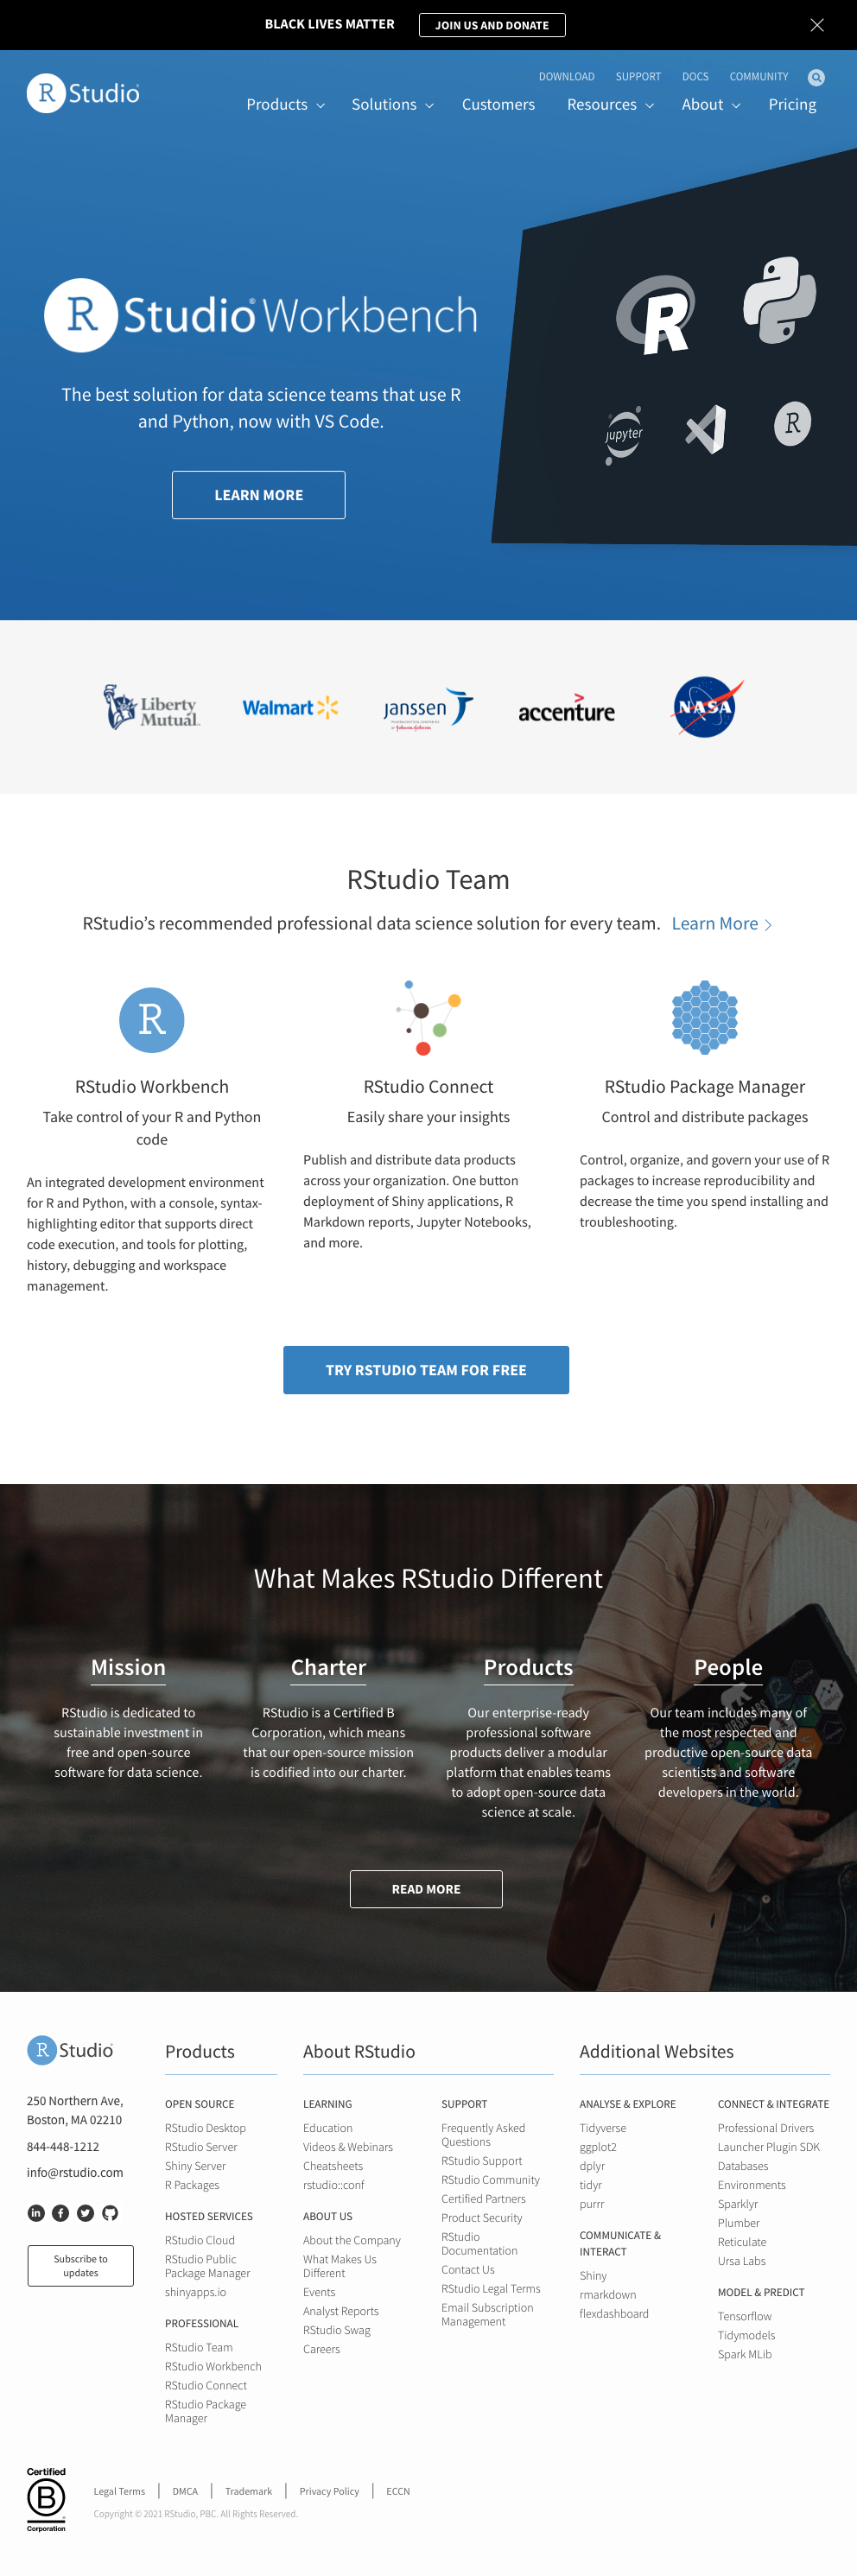 BLACK LIVES MATTER
JOIN US AND DONATE
DOWNLOAD SUPPORT DOCS COMMUNITY
R Studio
Products Solutions Customers Resources About Pricing
R Studio® Workbench
The best solution for data science teams that use R
and Python, now with VS Code.
LEARN MORE
R
jupyter
R
Liberty
Mutual.
Walmart
janssen
accenture
NASA
RStudio Team
RStudio’s recommended professional data science solution for every team. Learn More
R
RStudio Workbench
Take control of your R and Python
code
An integrated development environment
for R and Python, with a console, syntax-
highlighting editor that supports direct
code execution, and tools for plotting,
history, debugging and workspace
management.
RStudio Connect
Easily share your insights
Publish and distribute data products
across your organization. One button
deployment of Shiny applications, R
Markdown reports, Jupyter Notebooks,
and more.
RStudio Package Manager
Control and distribute packages
Control, organize, and govern your use of R
packages to increase reproducibility and
decrease the time you spend installing and
troubleshooting.
TRY RSTUDIO TEAM FOR FREE
What Makes RStudio Different
Mission
RStudio is dedicated to
sustainable investment in
free and open-source
software for data science.
Charter
RStudio is a Certified B
Corporation, which means
that our open-source mission
is codified into our charter.
Products
Our enterprise-ready
professional software
products deliver a modular
platform that enables teams
to adopt open-source data
science at scale.
People
Our team includes many of
the most respected and
productive open-source data
scientists and software
developers in the world.
READ MORE
R Studio
250 Northern Ave,
Boston, MA 02210
844-448-1212
info@rstudio.com
Subscribe to
updates
Products
OPEN SOURCE
RStudio Desktop
RStudio Server
Shiny Server
R Packages
HOSTED SERVICES
RStudio Cloud
RStudio Public
Package Manager
shinyapps.io
PROFESSIONAL
RStudio Team
RStudio Workbench
RStudio Connect
RStudio Package
Manager
About RStudio
LEARNING
Education
Videos & Webinars
Cheatsheets
rstudio::conf
ABOUT US
About the Company
What Makes Us
Different
Events
Analyst Reports
RStudio Swag
Careers
SUPPORT
Frequently Asked
Questions
RStudio Support
RStudio Community
Certified Partners
Product Security
RStudio
Documentation
Contact Us
RStudio Legal Terms
Email Subscription
Management
Additional Websites
ANALYSE & EXPLORE
Tidyverse
ggplot2
dplyr
tidyr
purrr
COMMUNICATE &
INTERACT
Shiny
rmarkdown
flexdashboard
CONNECT & INTEGRATE
Professional Drivers
Launcher Plugin SDK
Databases
Environments
Sparklyr
Plumber
Reticulate
Ursa Labs
MODEL & PREDICT
Tensorflow
Tidymodels
Spark MLib
Certified
B
Corporation
Legal Terms DMCA Trademark Privacy Policy ECCN
Copyright © 2021 RStudio, PBC. All Rights Reserved.